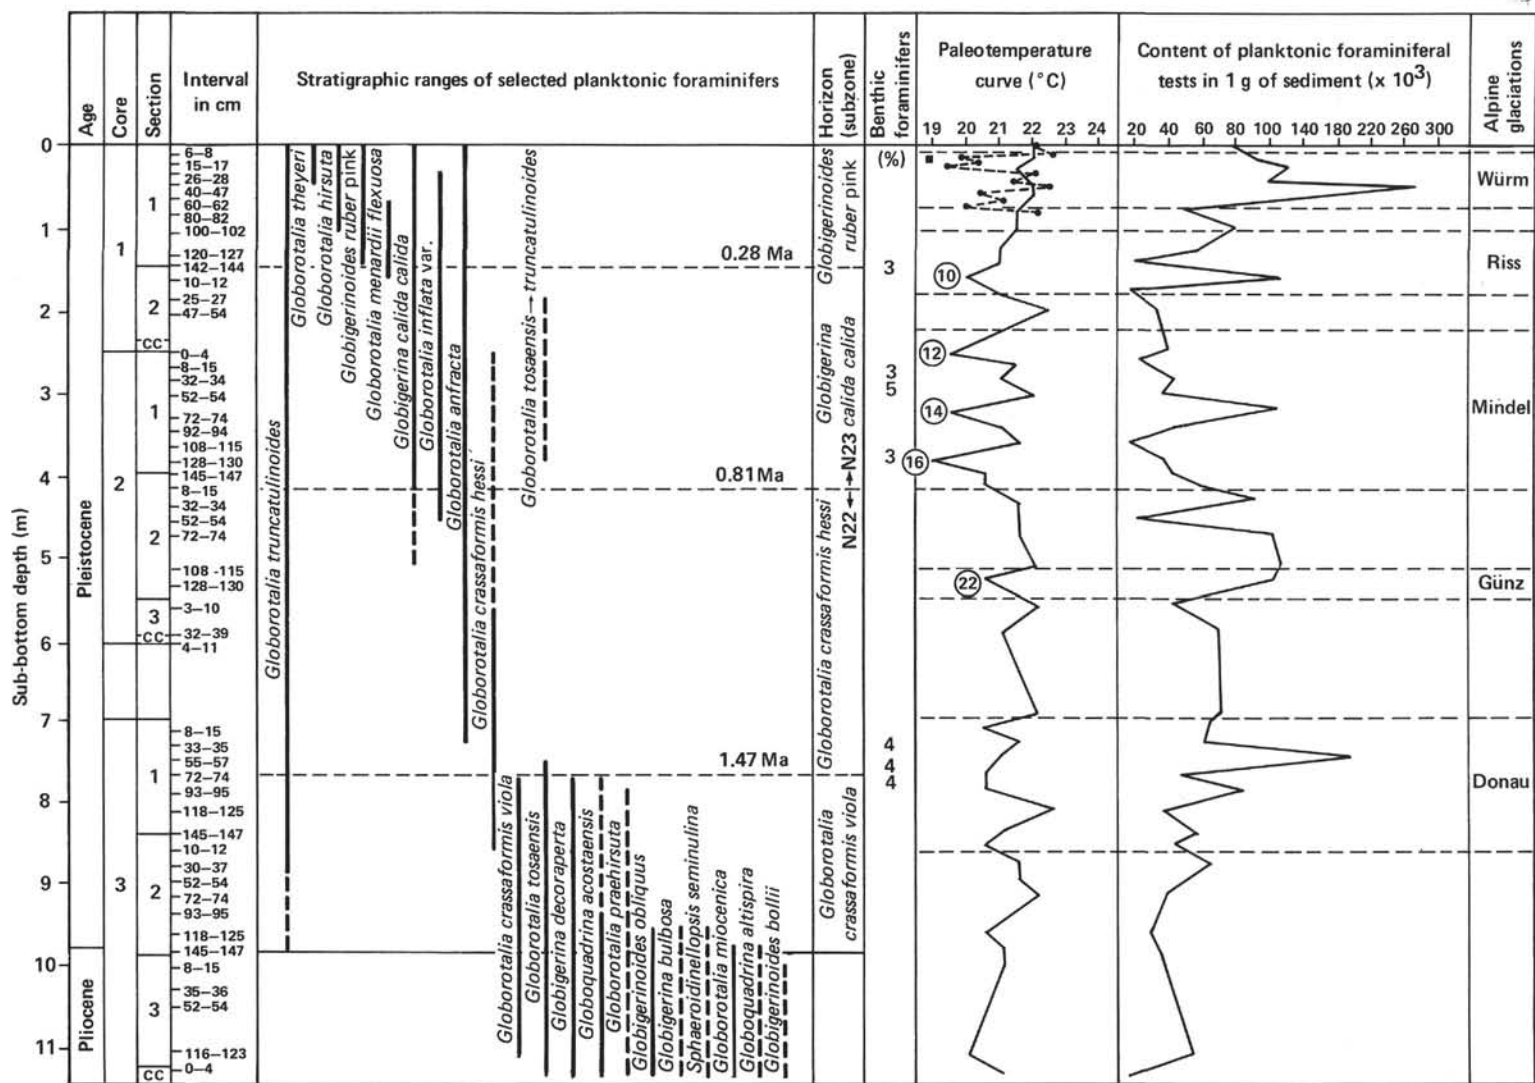 Age
Core
Section
Interval
in cm
Stratigraphic ranges of selected planktonic foraminifers
Horizon
(subzone)
Benthic
foraminifers
(%)
Paleotemperature
curve (°C)
19 20 21 22 23 24
Content of planktonic foraminiferal
tests in 1 g of sediment (x 10³)
20 40 60 80 100 140 180 220 260 300
Alpine
glaciations
Sub-bottom depth (m)
0
1
2
3
4
5
6
7
8
9
10
11
Pleistocene
Pliocene
1
2
3
1
2
CC
1
2
3
CC
1
2
3
CC
6–8
15–17
26–28
40–47
60–62
80–82
100–102
120–127
142–144
10–12
25–27
47–54
0–4
8–15
32–34
52–54
72–74
92–94
108–115
128–130
145–147
8–15
32–34
52–54
72–74
108-115
128–130
3–10
32–39
4–11
8–15
33–35
55–57
72–74
93–95
118–125
145–147
10–12
30–37
52–54
72–74
93–95
118–125
145–147
8–15
35–36
52–54
116–123
0–4
Globorotalia truncatulinoides
Globorotalia theyeri
Globorotalia hirsuta
Globigerinoides ruber pink
Globorotalia menardii flexuosa
Globigerina calida calida
Globorotalia inflata var.
Globorotalia anfracta
Globorotalia crassaformis hessi
Globorotalia tosaensis→truncatulinoides
Globorotalia crassaformis viola
Globorotalia tosaensis
Globigerina decoraperta
Globoquadrina acostaensis
Globorotalia praehirsuta
Globigerinoides obliquus
Globigerina bulbosa
Sphaeroidinellopsis seminulina
Globorotalia miocenica
Globoquadrina altispira
Globigerinoides bollii
0.28 Ma
0.81 Ma
1.47 Ma
Globigerinoides
ruber pink
Globigerina
calida calida
N22←→N23
Globorotalia crassaformis hessi
Globorotalia
crassaformis viola
3
3
5
3
4
4
4
10
12
14
16
22
Würm
Riss
Mindel
Günz
Donau